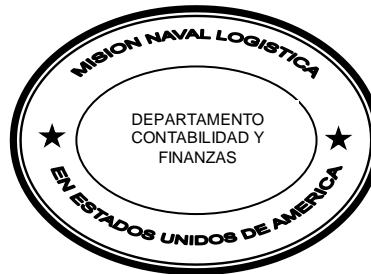 MISION NAVAL LOGISTICA
DEPARTAMENTO
CONTABILIDAD Y
FINANZAS
EN ESTADOS UNIDOS DE AMERICA